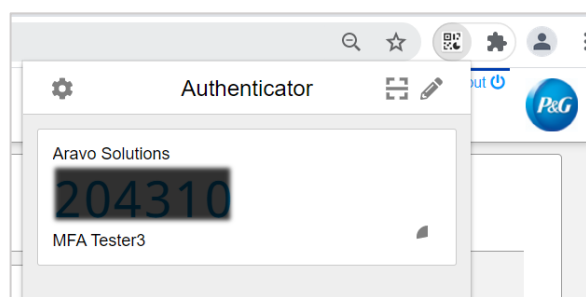 Authenticator
out
P&G
Aravo Solutions
204310
MFA Tester3